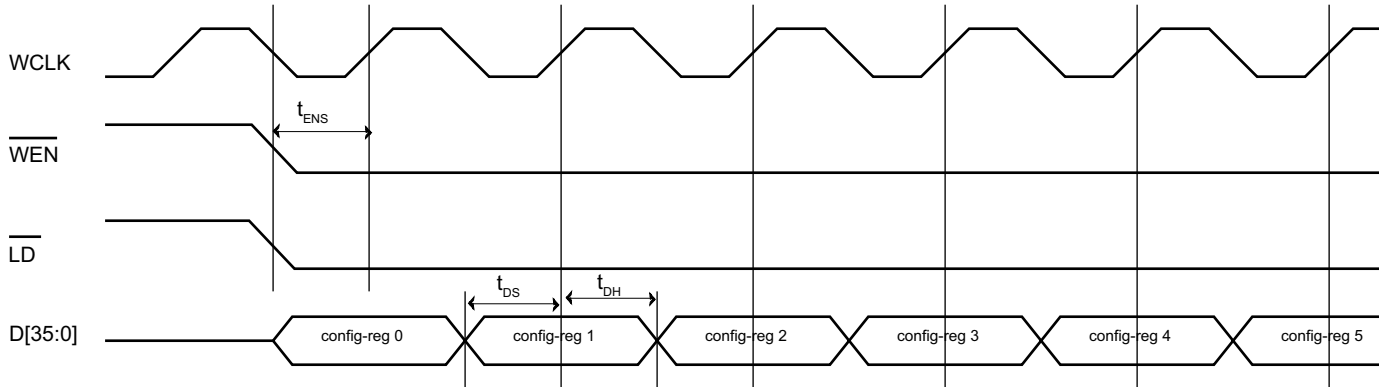 WCLK
tENS
WEN
LD
tDS
tDH
D[35:0]
config-reg 0
config-reg 1
config-reg 2
config-reg 3
config-reg 4
config-reg 5